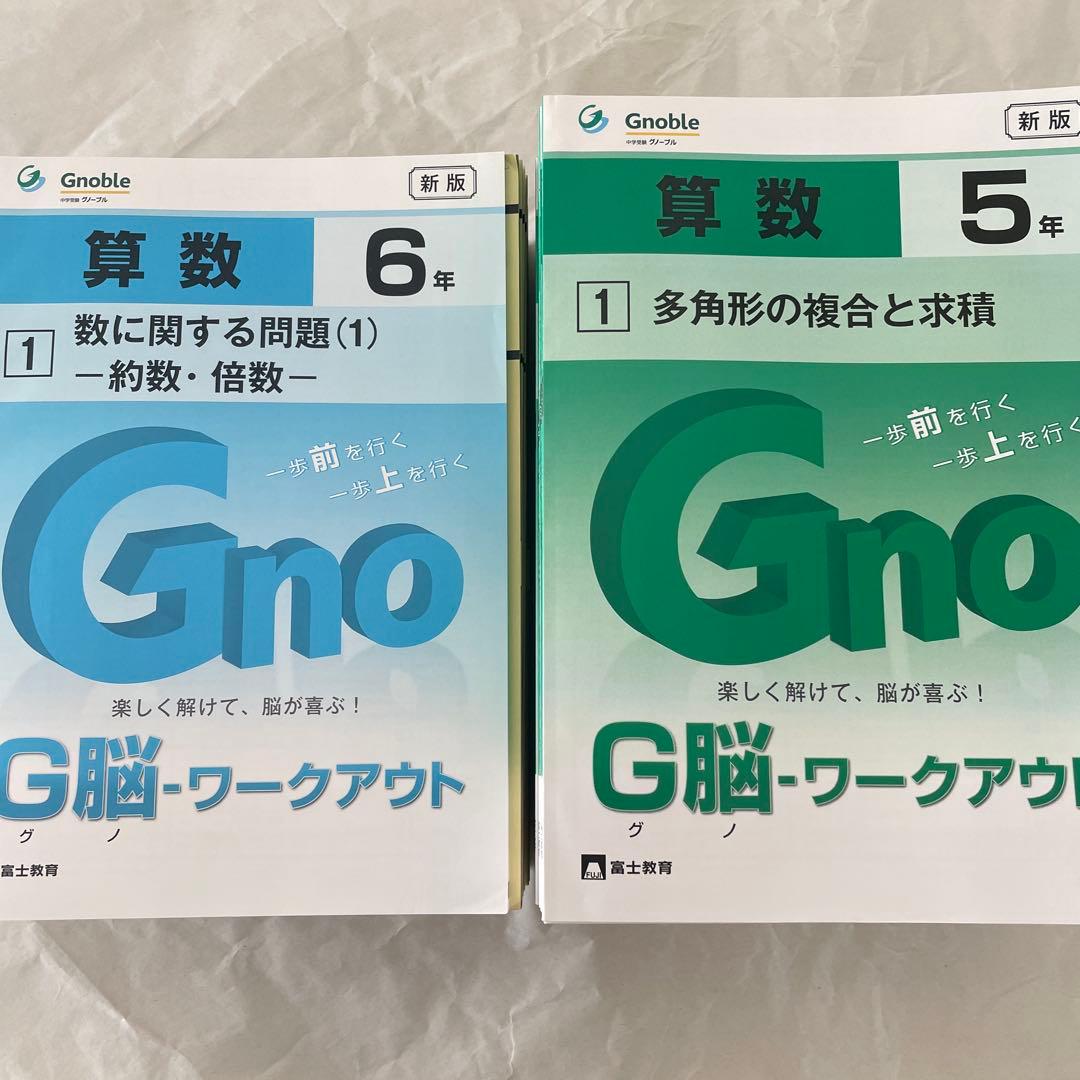 Gnoble
中学受験 グノーブル
新版
算数
6年
1
数に関する問題(1)
－約数・倍数－
一歩前を行く
一歩上を行く
Gno
楽しく解けて、脳が喜ぶ！
G脳-ワークアウト
グ ノ
富士教育
Gnoble
中学受験 グノーブル
新版
算数
5年
1
多角形の複合と求積
一歩前を行く
一歩上を行く
Gno
楽しく解けて、脳が喜ぶ！
G脳-ワークアウト
グ ノ
FUJI
富士教育